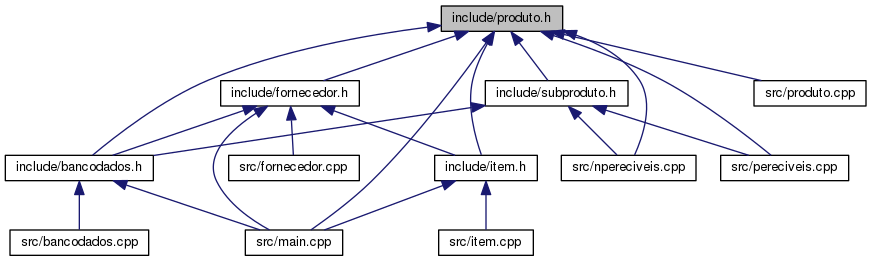 include/produto.h
include/fornecedor.h
include/subproduto.h
src/produto.cpp
include/bancodados.h
src/fornecedor.cpp
include/item.h
src/npereciveis.cpp
src/pereciveis.cpp
src/bancodados.cpp
src/main.cpp
src/item.cpp